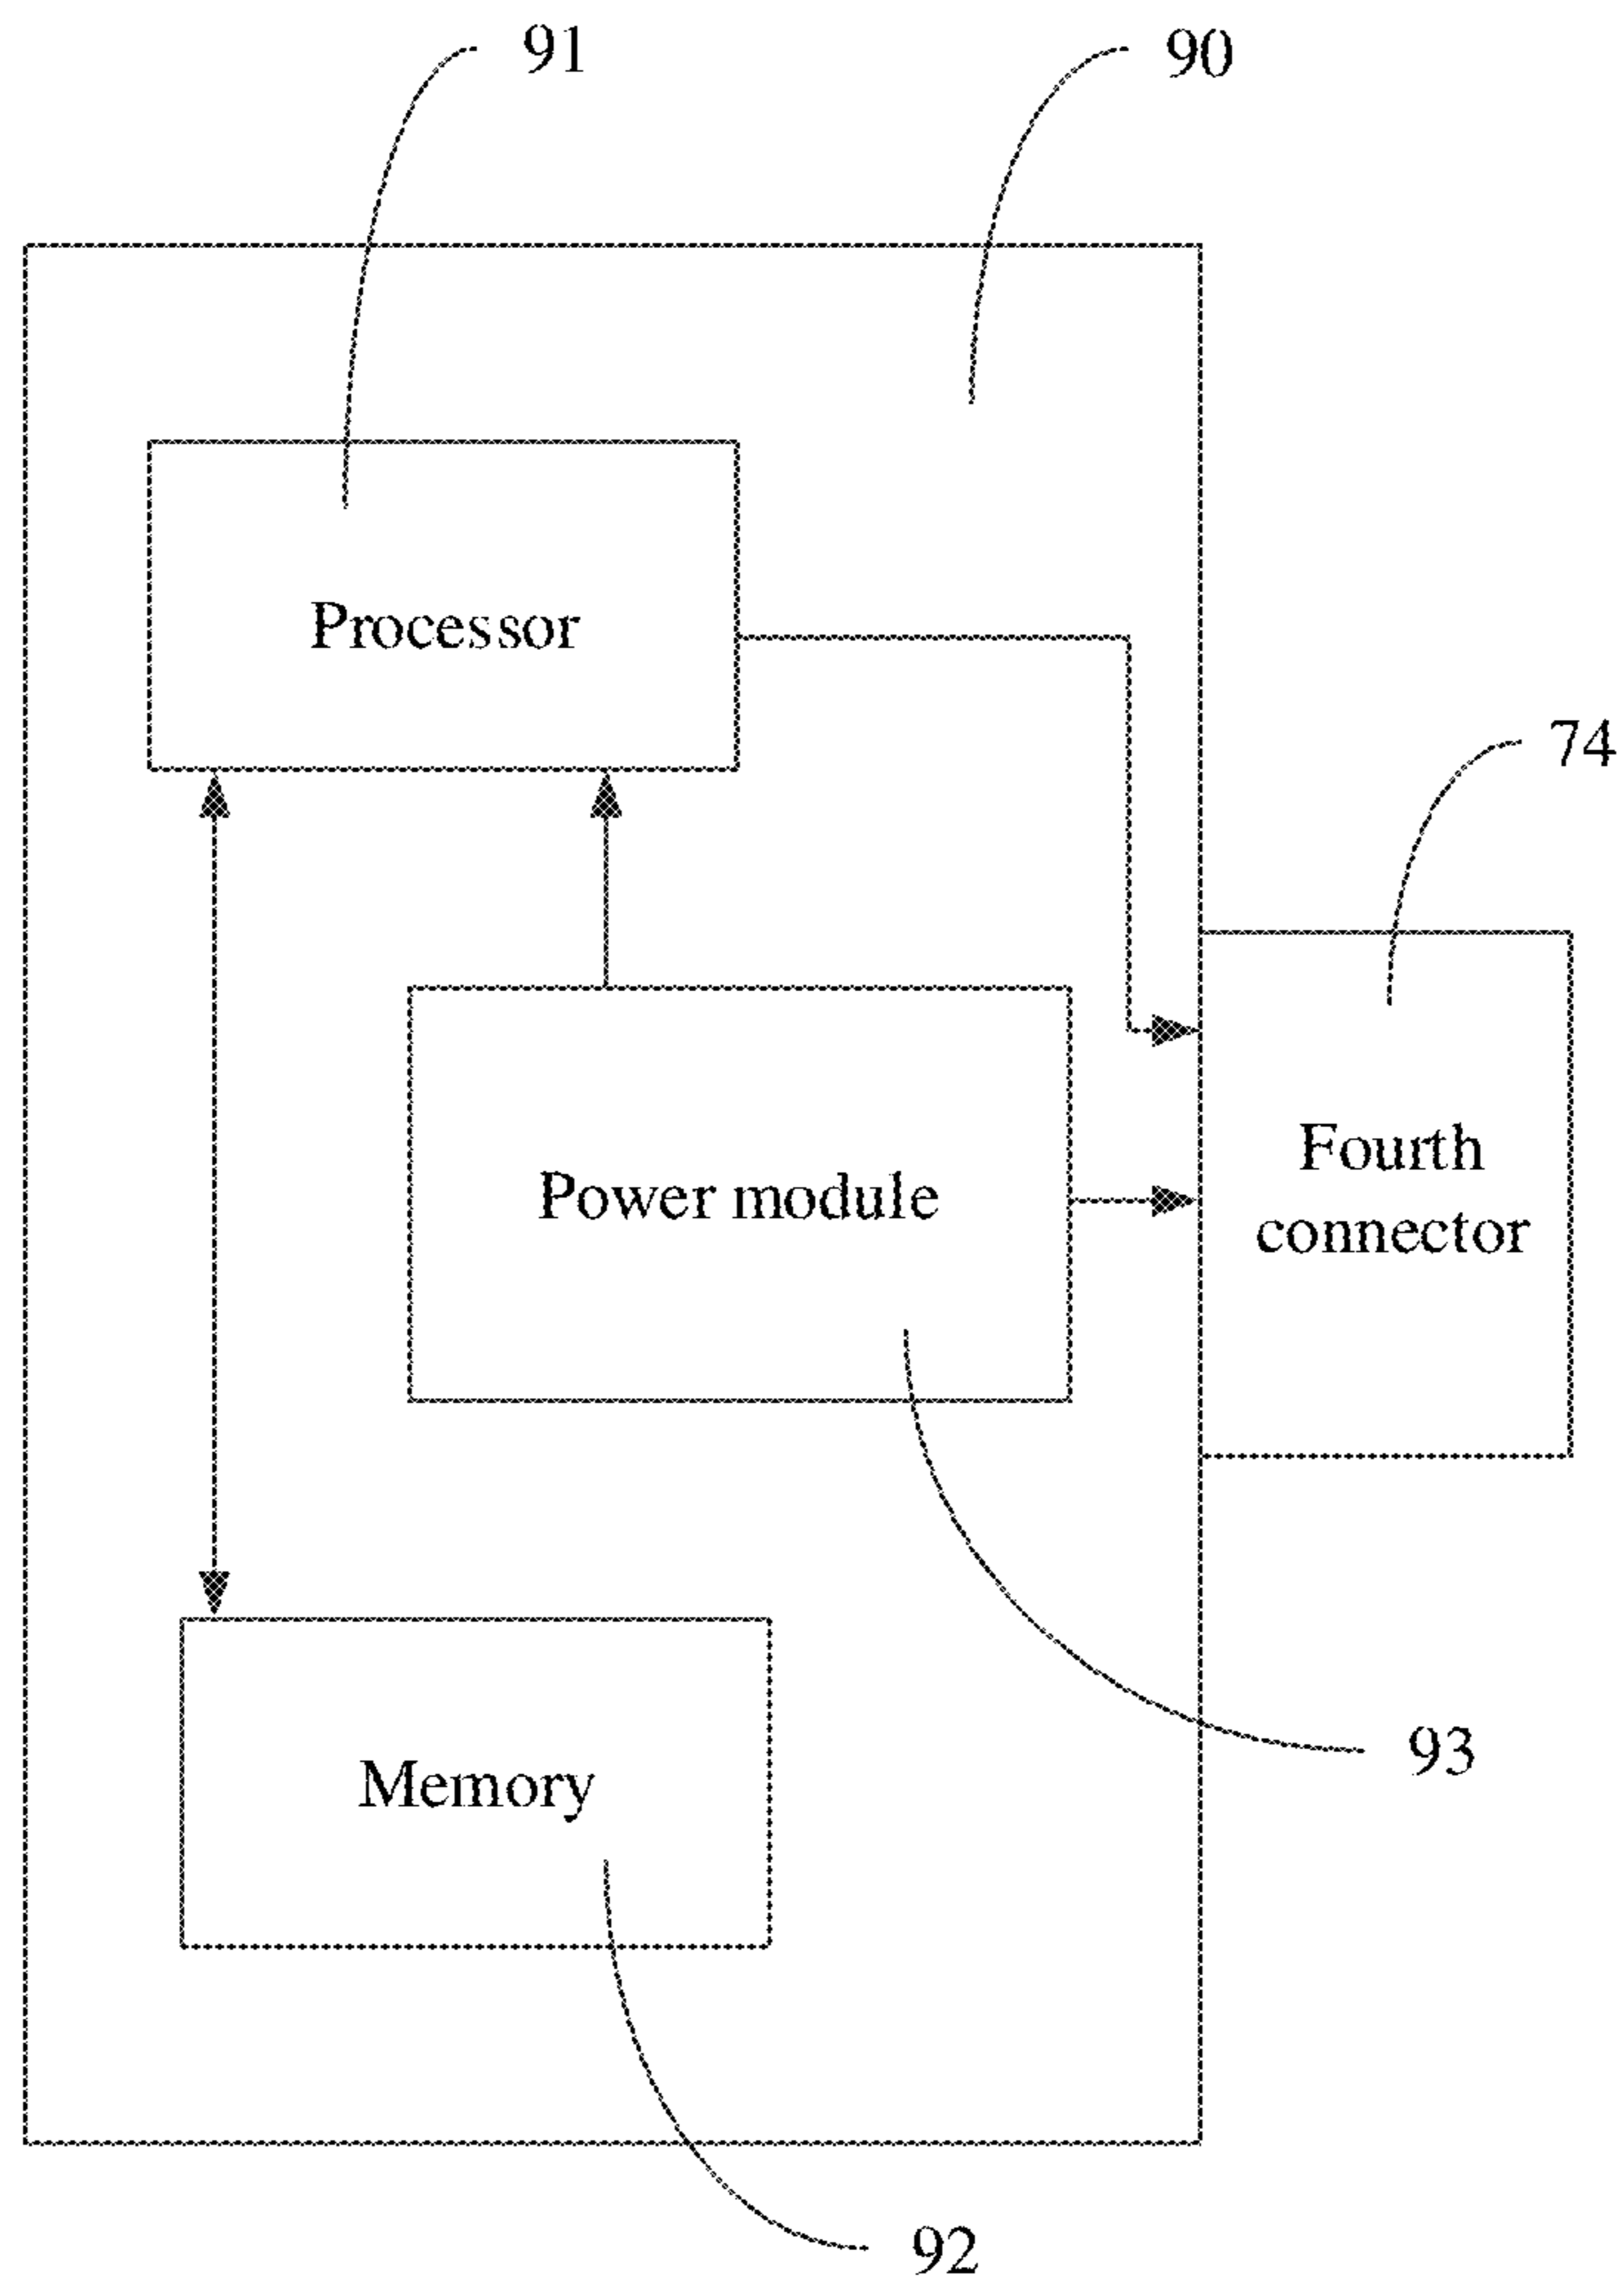 91
90
Processor
74
Fourth
connector
Power module
93
Memory
92